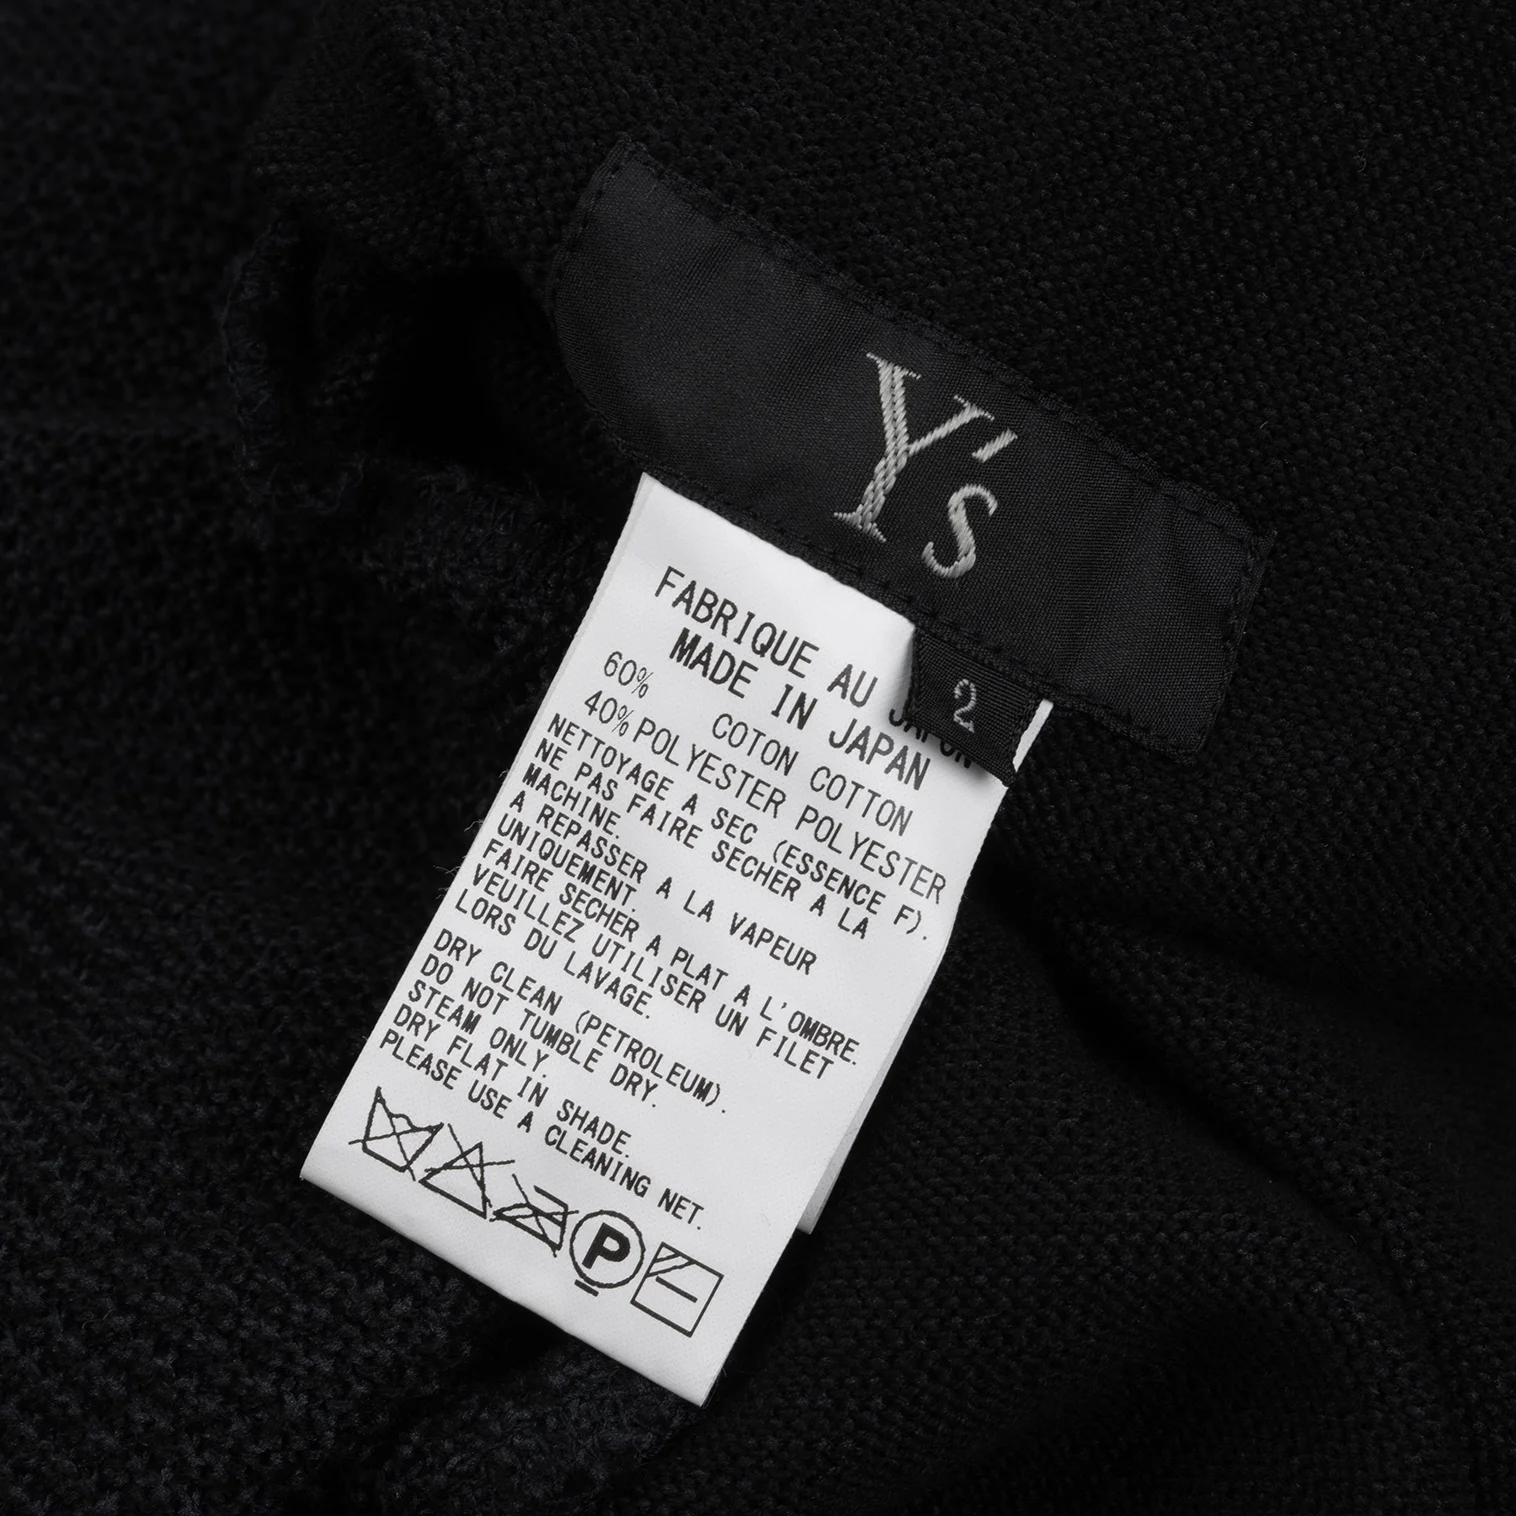 Y's
2
FABRIQUE AU JAPON
MADE IN JAPAN
60% COTON COTTON
40% POLYESTER POLYESTER
NETTOYAGE A SEC (ESSENCE F).
NE PAS FAIRE SECHER A LA
MACHINE.
A REPASSER A LA VAPEUR
UNIQUEMENT.
FAIRE SECHER A PLAT A L'OMBRE.
VEUILLEZ UTILISER UN FILET
LORS DU LAVAGE.
DRY CLEAN (PETROLEUM).
DO NOT TUMBLE DRY.
STEAM ONLY.
DRY FLAT IN SHADE.
PLEASE USE A CLEANING NET.
P